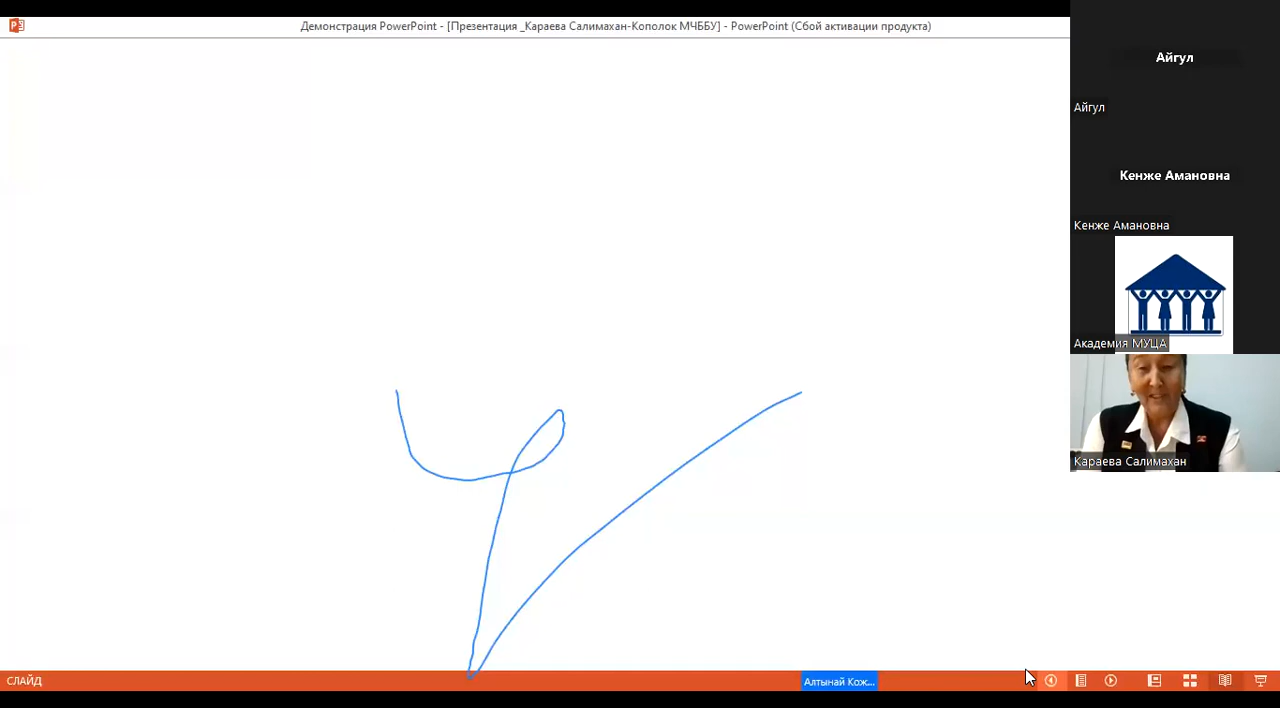 Демонстрация PowerPoint - [Презентация _Караева Салимахан-Кополок МЧББУ] - PowerPoint (Сбой активации продукта)
Айгул
Айгул
Кенже Амановна
Кенже Амановна
Академия МУЦА
Караева Салимахан
СЛАЙД
Алтынай Кож...